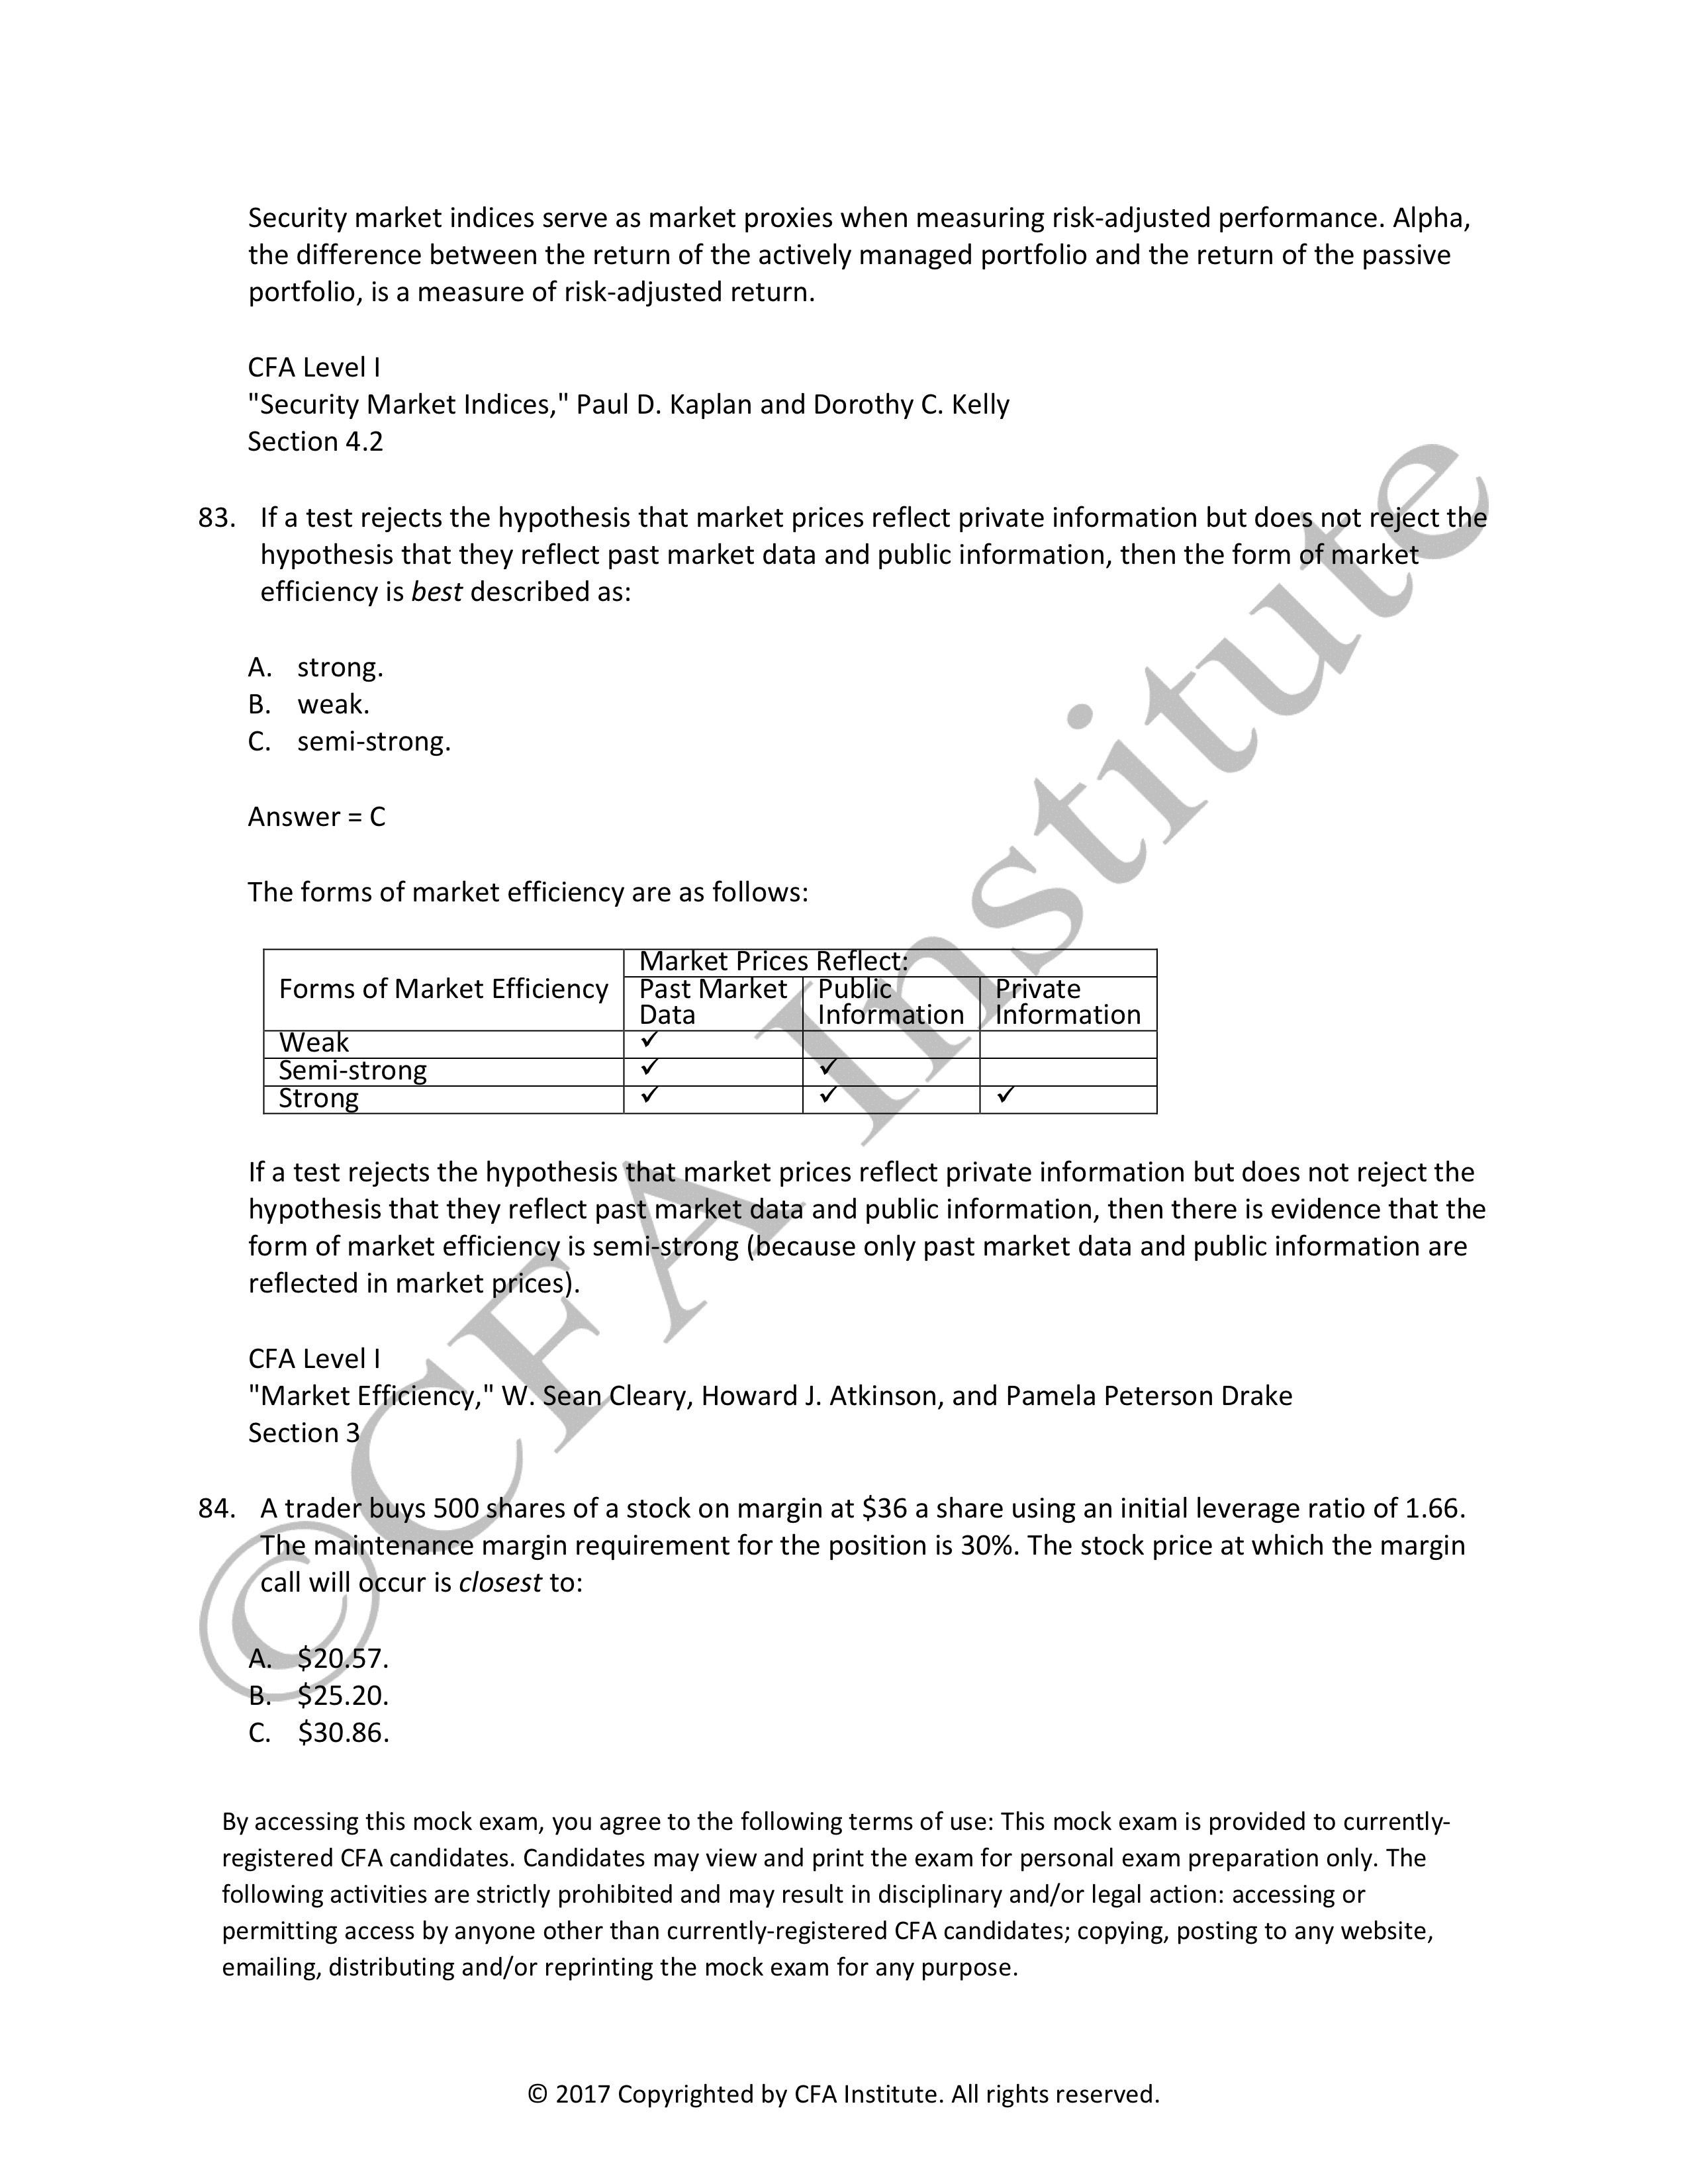 Security market indices serve as market proxies when measuring risk-adjusted performance. Alpha,
the difference between the return of the actively managed portfolio and the return of the passive
portfolio, is a measure of risk-adjusted return.
CFA Level I
"Security Market Indices," Paul D. Kaplan and Dorothy C. Kelly
Section 4.2
83. If a test rejects the hypothesis that market prices reflect private information but does not reject the
hypothesis that they reflect past market data and public information, then the form of market
efficiency is best described as:
A. strong.
B. weak.
C. semi-strong.
Answer = C
The forms of market efficiency are as follows:
Forms of Market Efficiency
Market Prices Reflect:
Past Market Data
Public Information
Private Information
Weak ✓
Semi-strong ✓ ✓
Strong ✓ ✓ ✓
If a test rejects the hypothesis that market prices reflect private information but does not reject the
hypothesis that they reflect past market data and public information, then there is evidence that the
form of market efficiency is semi-strong (because only past market data and public information are
reflected in market prices).
CFA Level I
"Market Efficiency," W. Sean Cleary, Howard J. Atkinson, and Pamela Peterson Drake
Section 3
84. A trader buys 500 shares of a stock on margin at $36 a share using an initial leverage ratio of 1.66.
The maintenance margin requirement for the position is 30%. The stock price at which the margin
call will occur is closest to:
A. $20.57.
B. $25.20.
C. $30.86.
By accessing this mock exam, you agree to the following terms of use: This mock exam is provided to currently-
registered CFA candidates. Candidates may view and print the exam for personal exam preparation only. The
following activities are strictly prohibited and may result in disciplinary and/or legal action: accessing or
permitting access by anyone other than currently-registered CFA candidates; copying, posting to any website,
emailing, distributing and/or reprinting the mock exam for any purpose.
© 2017 Copyrighted by CFA Institute. All rights reserved.
© CFA Institute